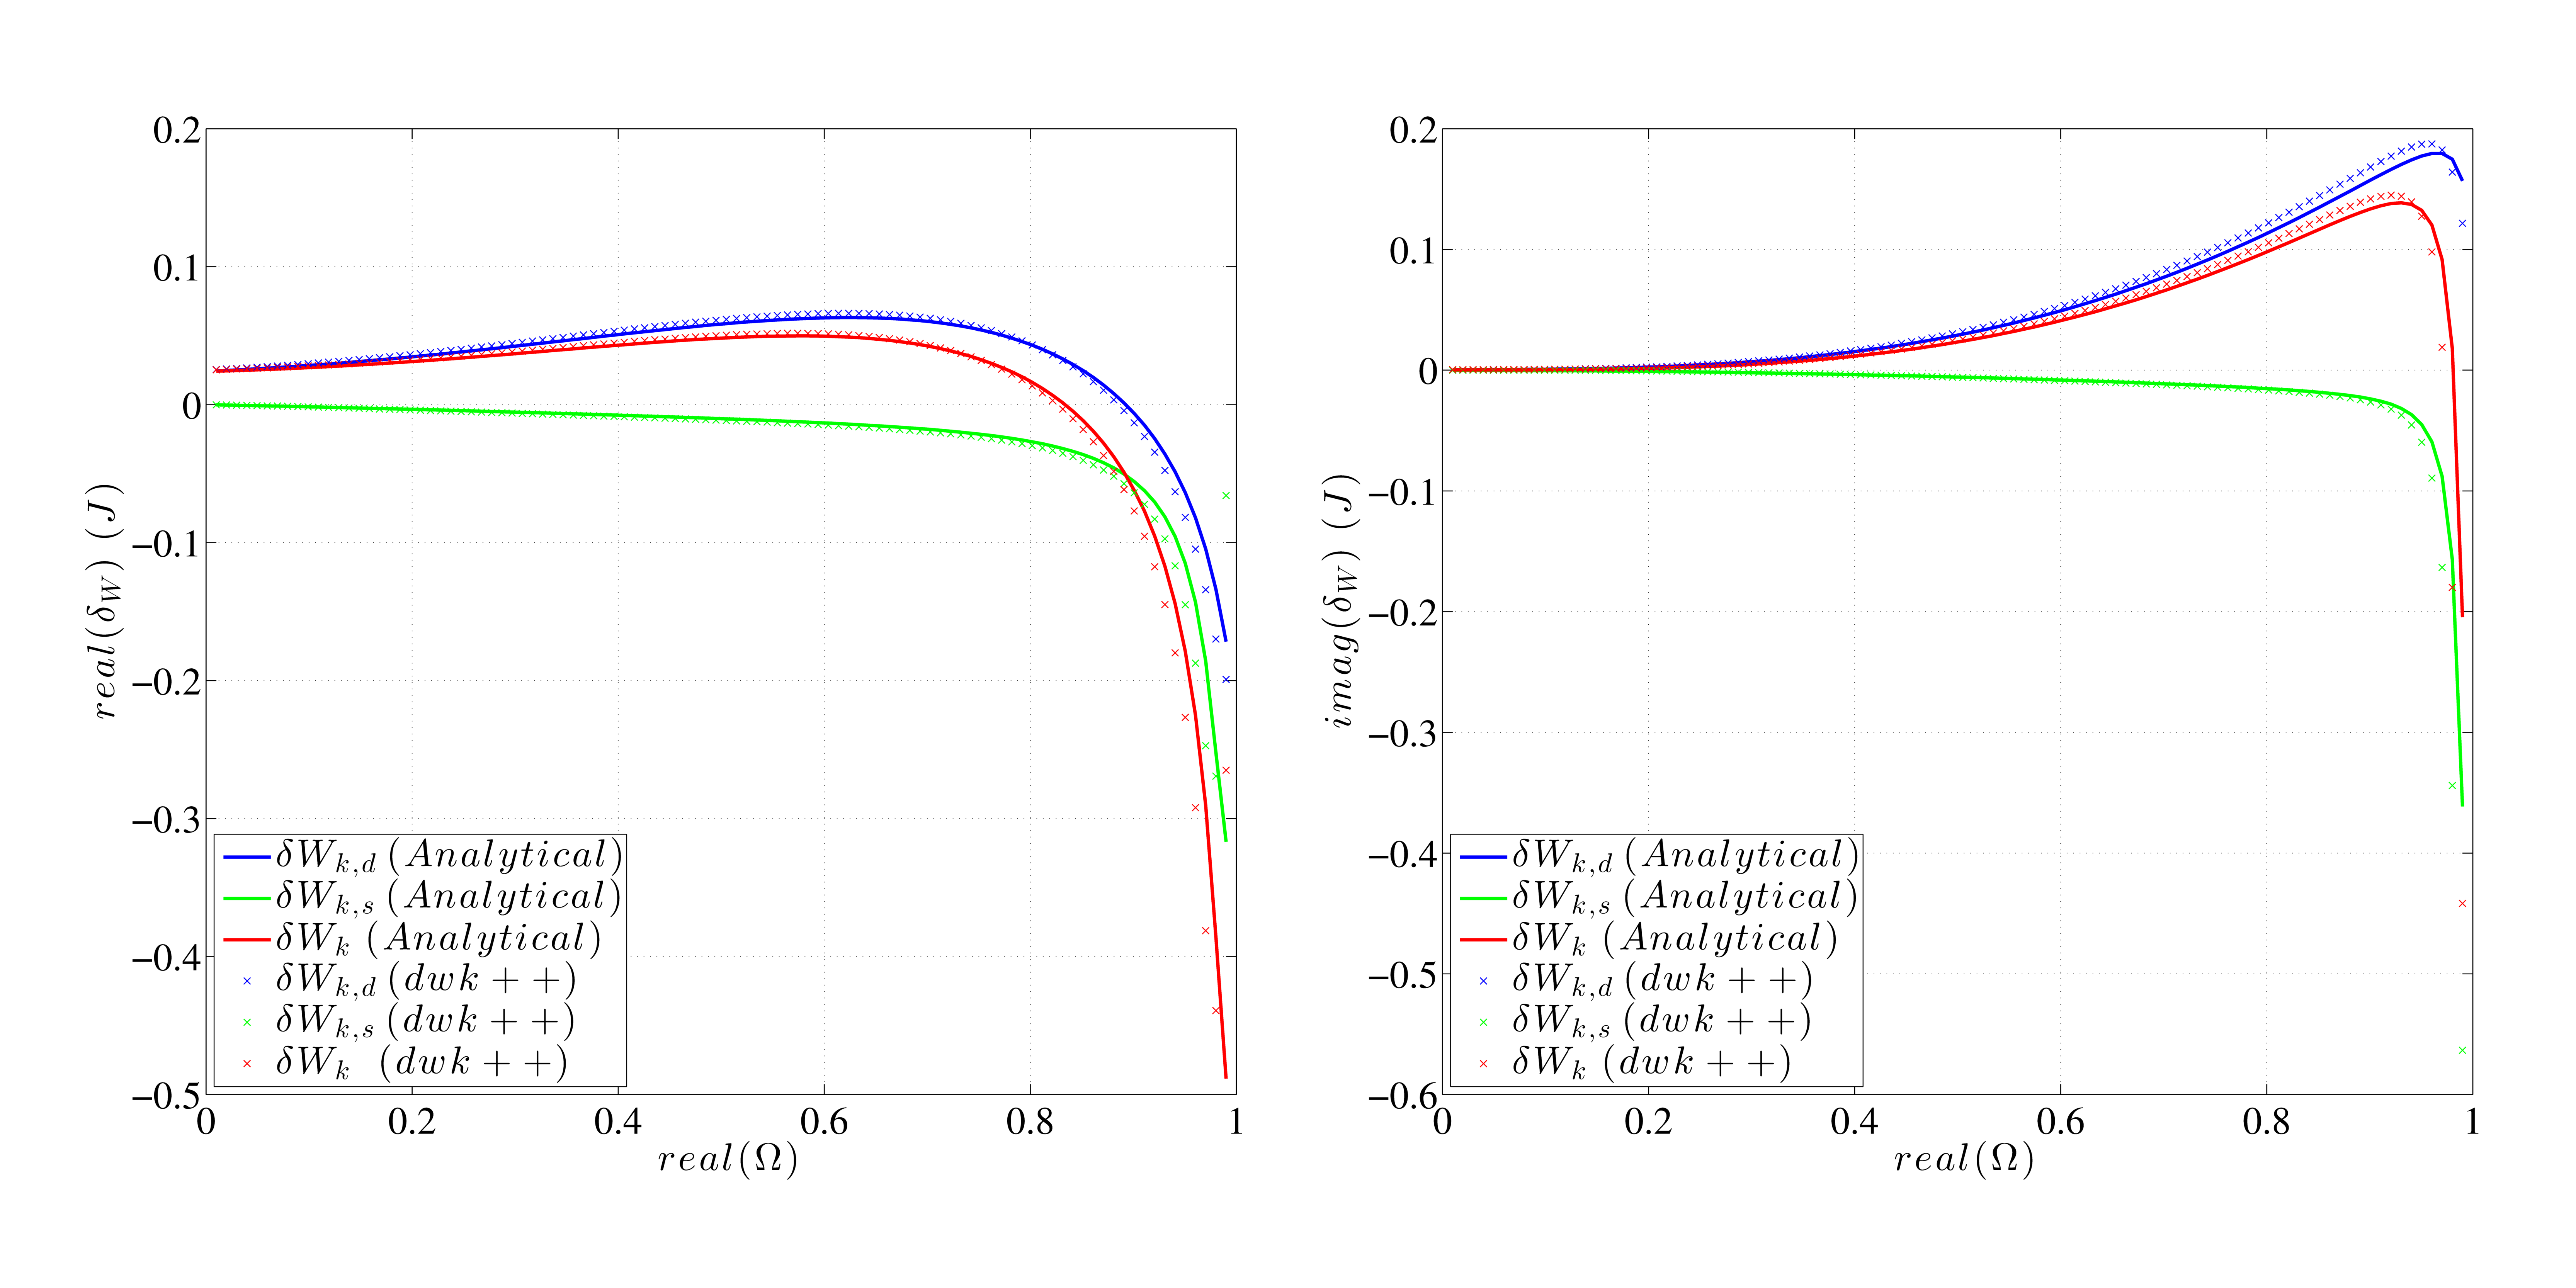 0.2
0.1
0
−0.1
−0.2
−0.3
−0.4
−0.5
0
0.2
0.4
0.6
0.8
1
real(δ_W) (J)
real(Ω)
δW_{k,d} (Analytical)
δW_{k,s} (Analytical)
δW_k (Analytical)
δW_{k,d} (dwk + +)
δW_{k,s} (dwk + +)
δW_k (dwk + +)
0.2
0.1
0
−0.1
−0.2
−0.3
−0.4
−0.5
−0.6
0
0.2
0.4
0.6
0.8
1
imag(δ_W) (J)
real(Ω)
δW_{k,d} (Analytical)
δW_{k,s} (Analytical)
δW_k (Analytical)
δW_{k,d} (dwk + +)
δW_{k,s} (dwk + +)
δW_k (dwk + +)